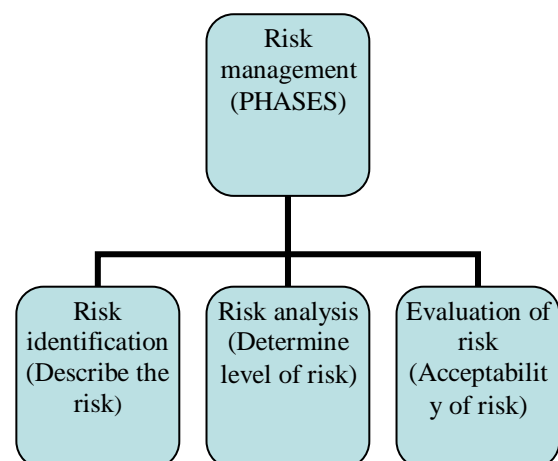 Risk
management
(PHASES)
Risk
identification
(Describe the
risk)
Risk analysis
(Determine
level of risk)
Evaluation of
risk
(Acceptabilit
y of risk)